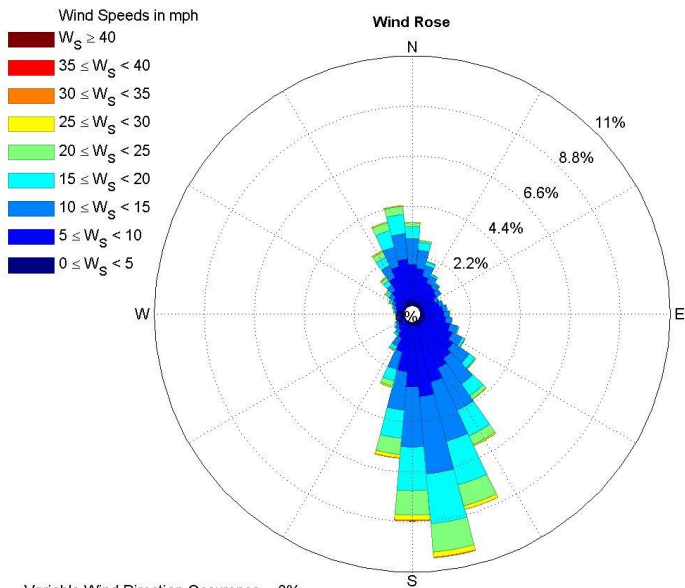 Wind Speeds in mph
W_S ≥ 40
35 ≤ W_S < 40
30 ≤ W_S < 35
25 ≤ W_S < 30
20 ≤ W_S < 25
15 ≤ W_S < 20
10 ≤ W_S < 15
5 ≤ W_S < 10
0 ≤ W_S < 5
Wind Rose
N
11%
8.8%
6.6%
4.4%
2.2%
W
0%
E
S